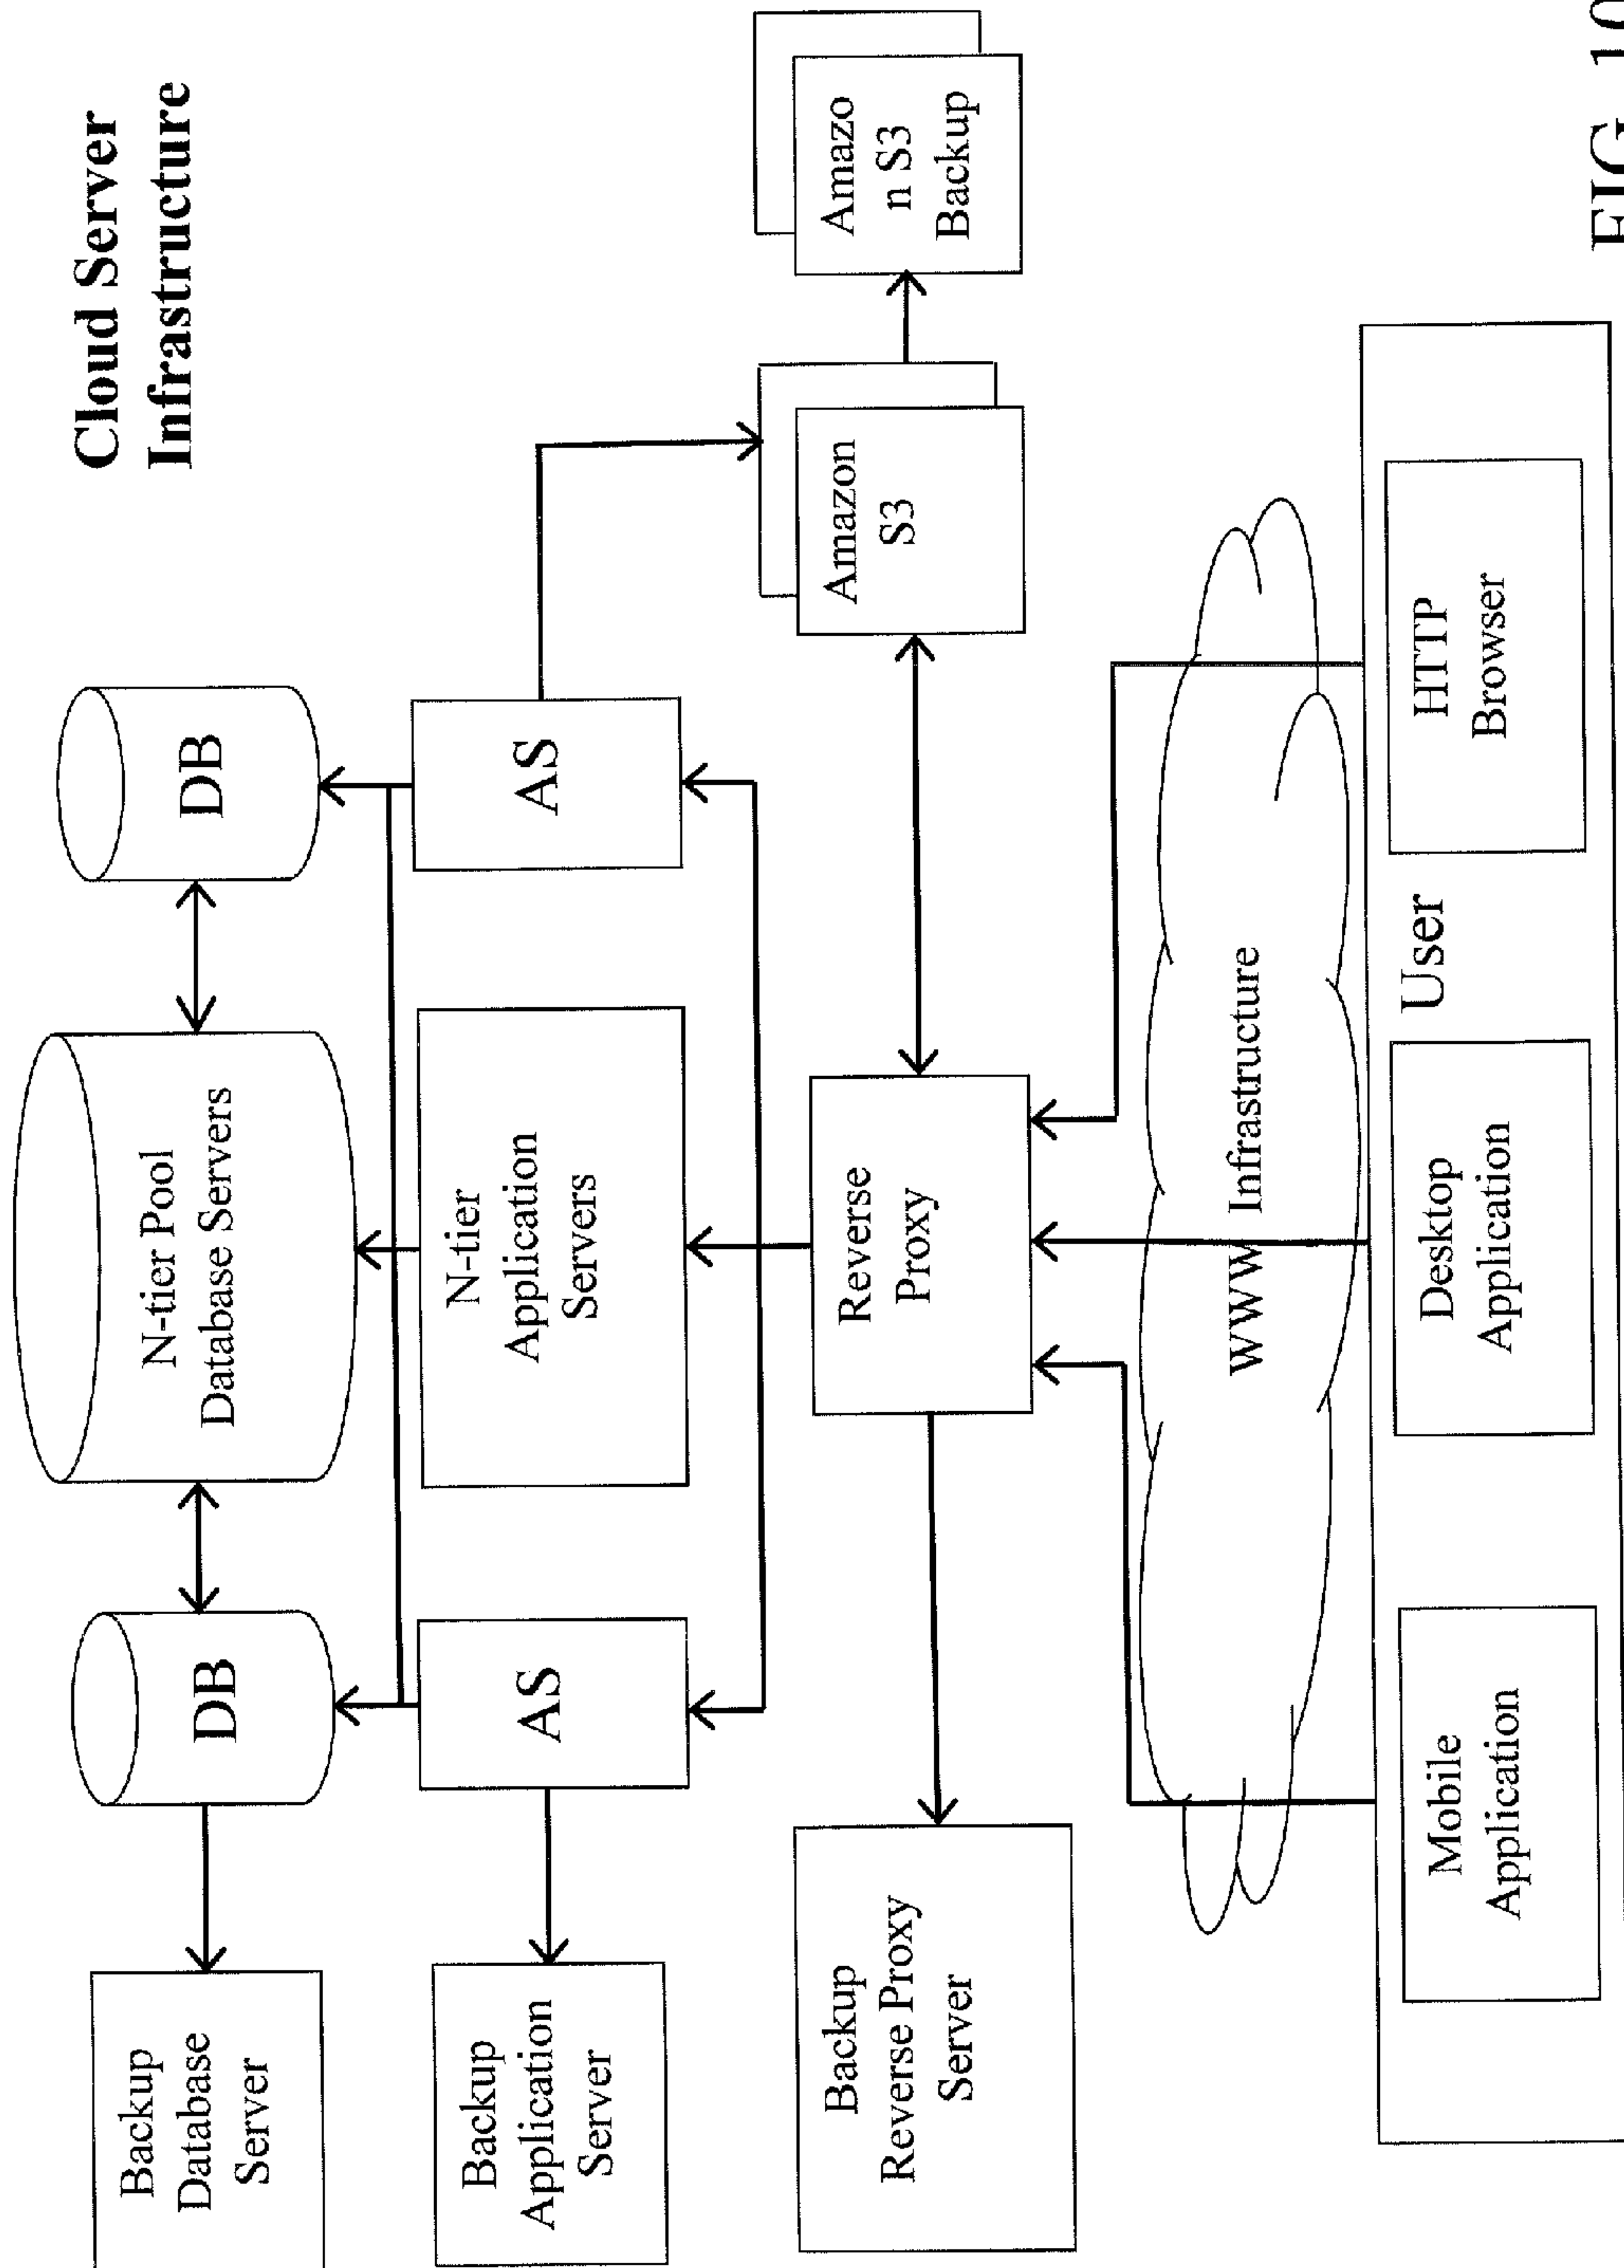 Cloud Server
Infrastructure
Backup
Database
Server
DB
N-tier Pool
Database Servers
DB
Backup
Application
Server
AS
N-tier
Application
Servers
AS
Backup
Reverse Proxy
Server
Reverse
Proxy
Amazon
S3
Amazo
n S3
Backup
WWW Infrastructure
Mobile
Application
Desktop
Application
User
HTTP
Browser
FIG. 10